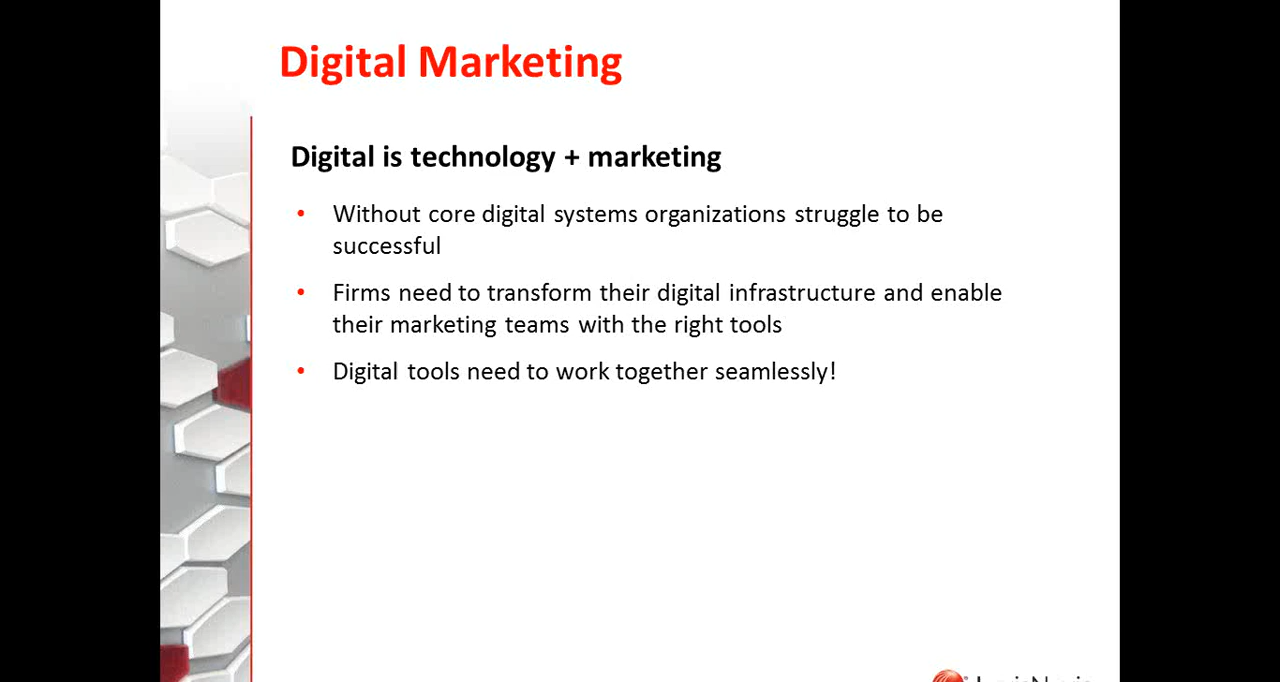 Digital Marketing
Digital is technology + marketing
• Without core digital systems organizations struggle to be
successful
• Firms need to transform their digital infrastructure and enable
their marketing teams with the right tools
• Digital tools need to work together seamlessly!